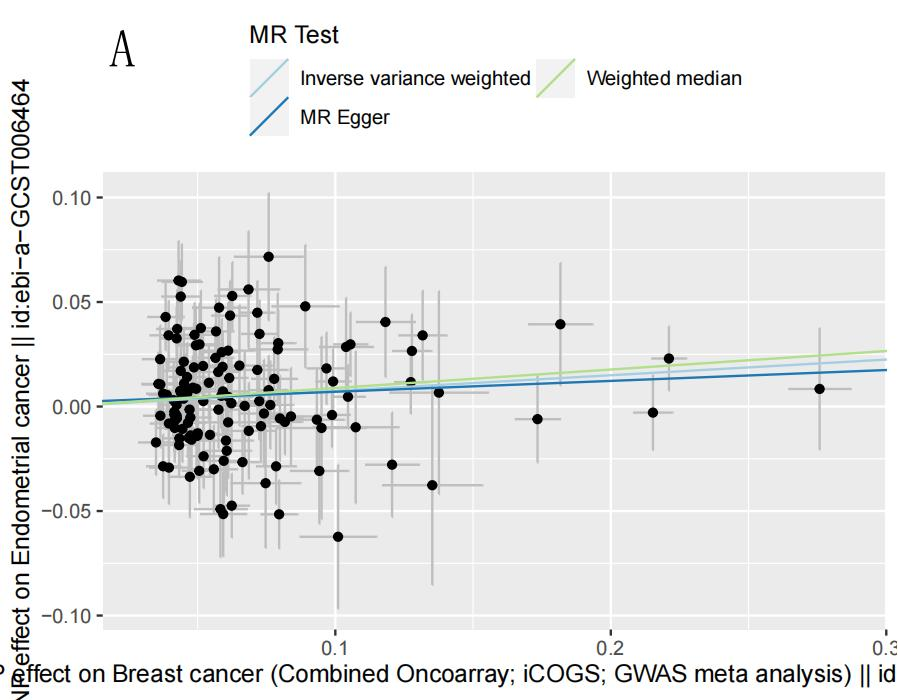 A
MR Test
Inverse variance weighted
Weighted median
MR Egger
effect on Endometrial cancer || id:ebi−a−GCST006464
0.10
0.05
0.00
−0.05
−0.10
0.1
0.2
0.3
effect on Breast cancer (Combined Oncoarray; iCOGS; GWAS meta analysis) || id